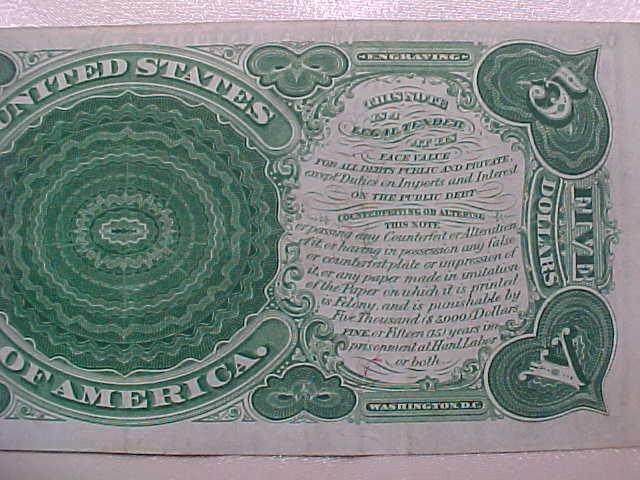 UNITED STATES
OF AMERICA.
ENGRAVING
THIS NOTE
IS A
LEGAL TENDER
AT ITS
FACE VALUE
FOR ALL DEBTS PUBLIC AND PRIVATE,
except Duties on Imports and Interest
ON THE PUBLIC DEBT.
COUNTERFEITING OR ALTERING
THIS NOTE
or passing any Counterfeit or Alteration
of it, or having in possession any false
or counterfeit plate or impression of
it, or any paper made in imitation
of the Paper on which it is printed
is Felony, and is punishable by
Five Thousand ($5000) Dollars
FINE, or Fifteen (15) years im-
prisonment at Hard Labor
or both.
WASHINGTON, D.C.
5
FIVE
DOLLARS
V